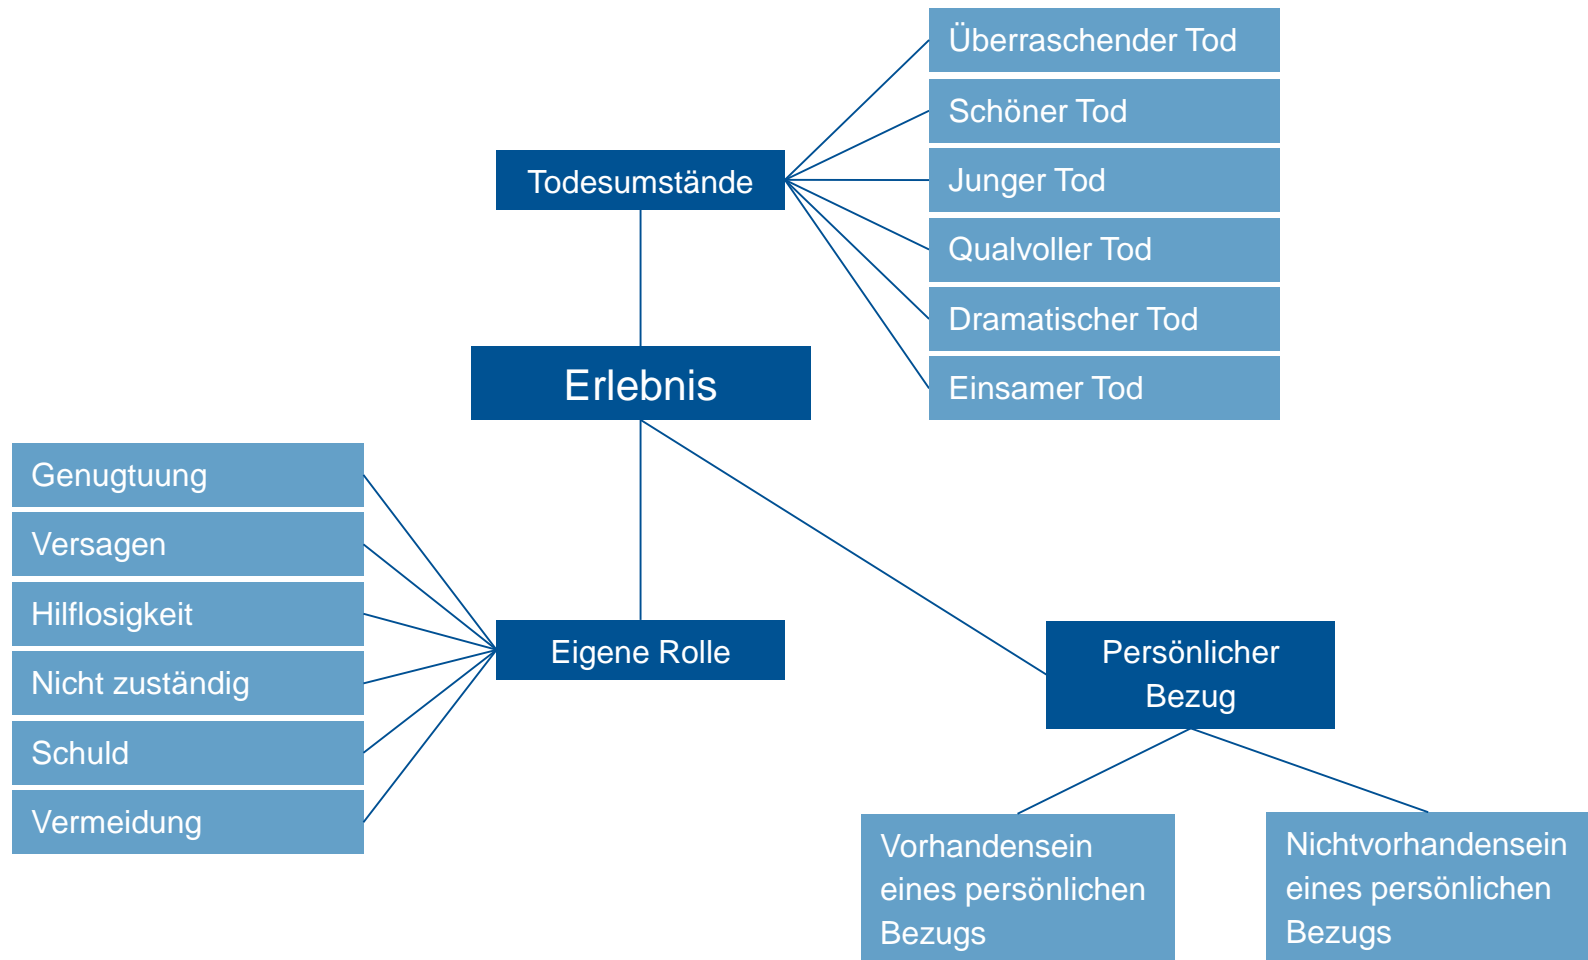 Überraschender Tod
Schöner Tod
Todesumstände
Junger Tod
Qualvoller Tod
Dramatischer Tod
Einsamer Tod
Erlebnis
Genugtuung
Versagen
Hilflosigkeit
Nicht zuständig
Schuld
Vermeidung
Eigene Rolle
Persönlicher
Bezug
Vorhandensein
eines persönlichen
Bezugs
Nichtvorhandensein
eines persönlichen
Bezugs